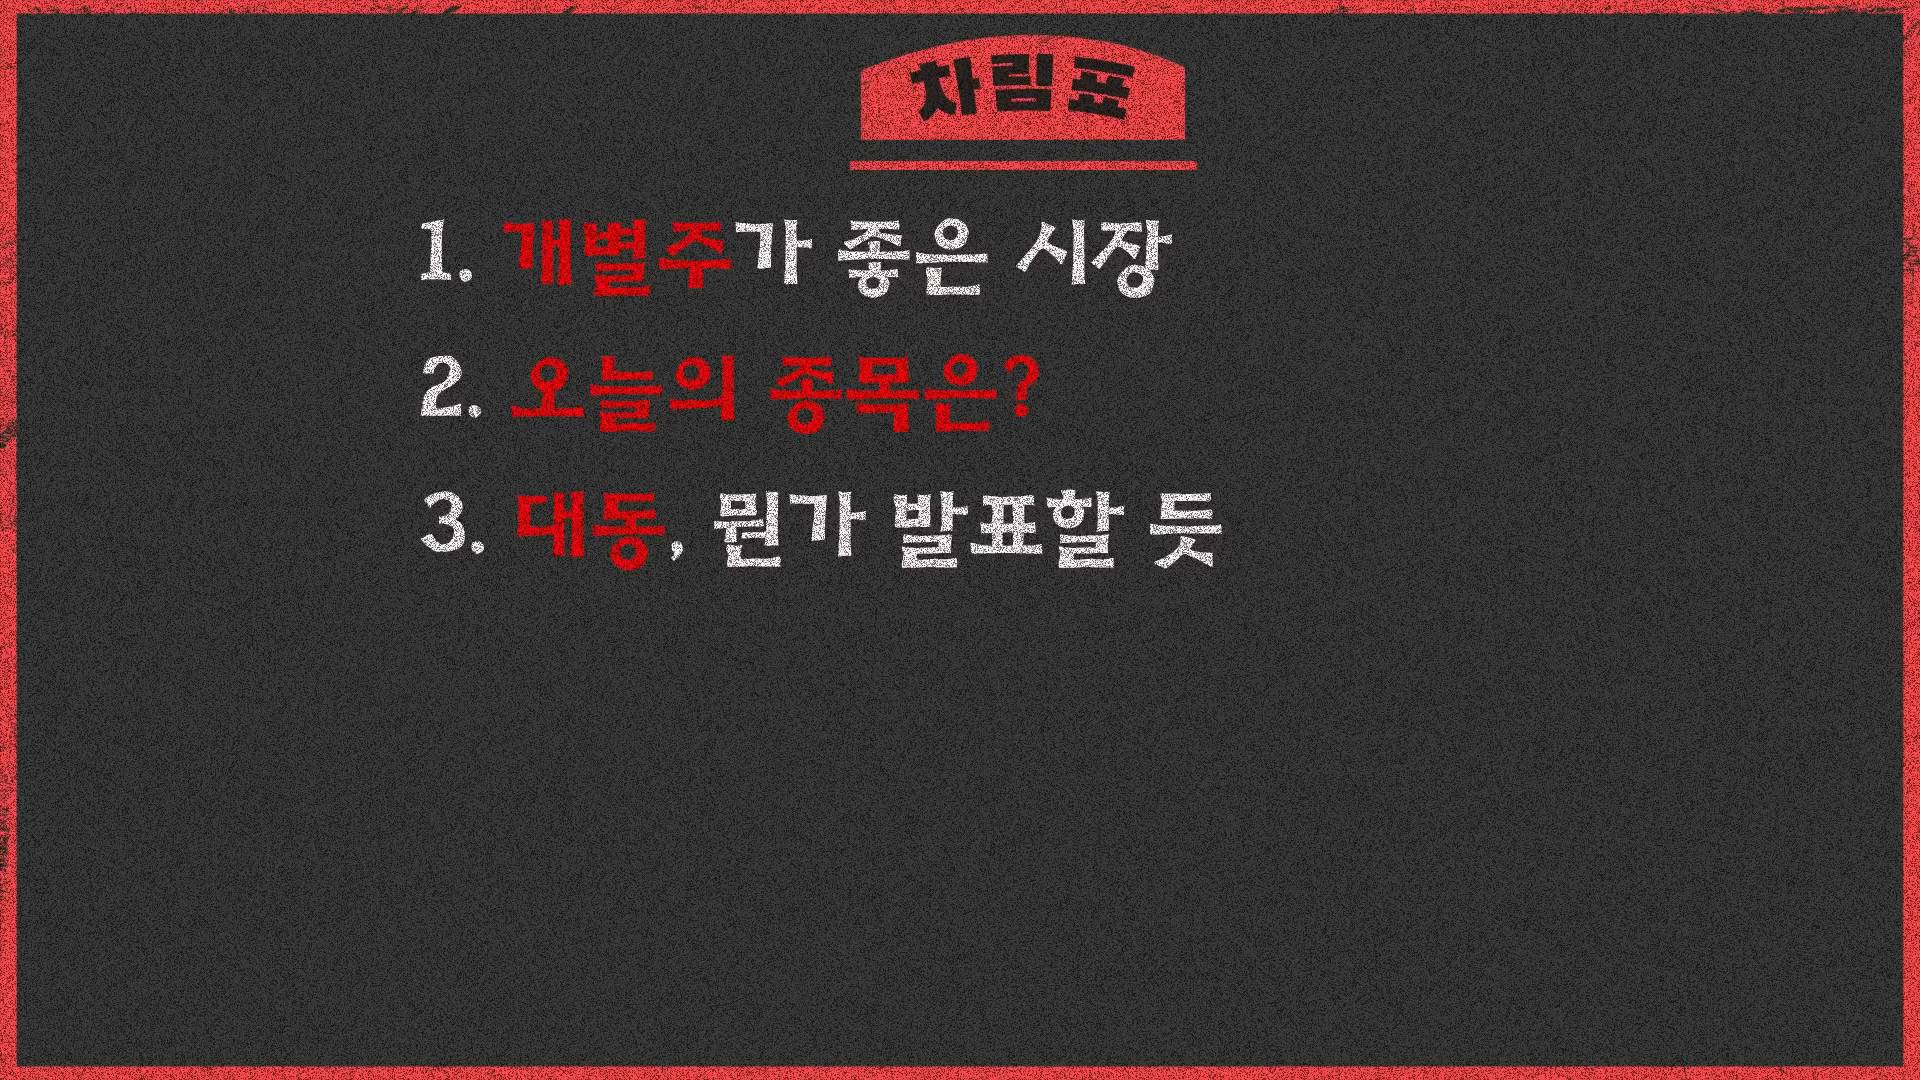 차림표
1. 개별주가 좋은 시장
2. 오늘의 종목은?
3. 대동, 뭔가 발표할 듯